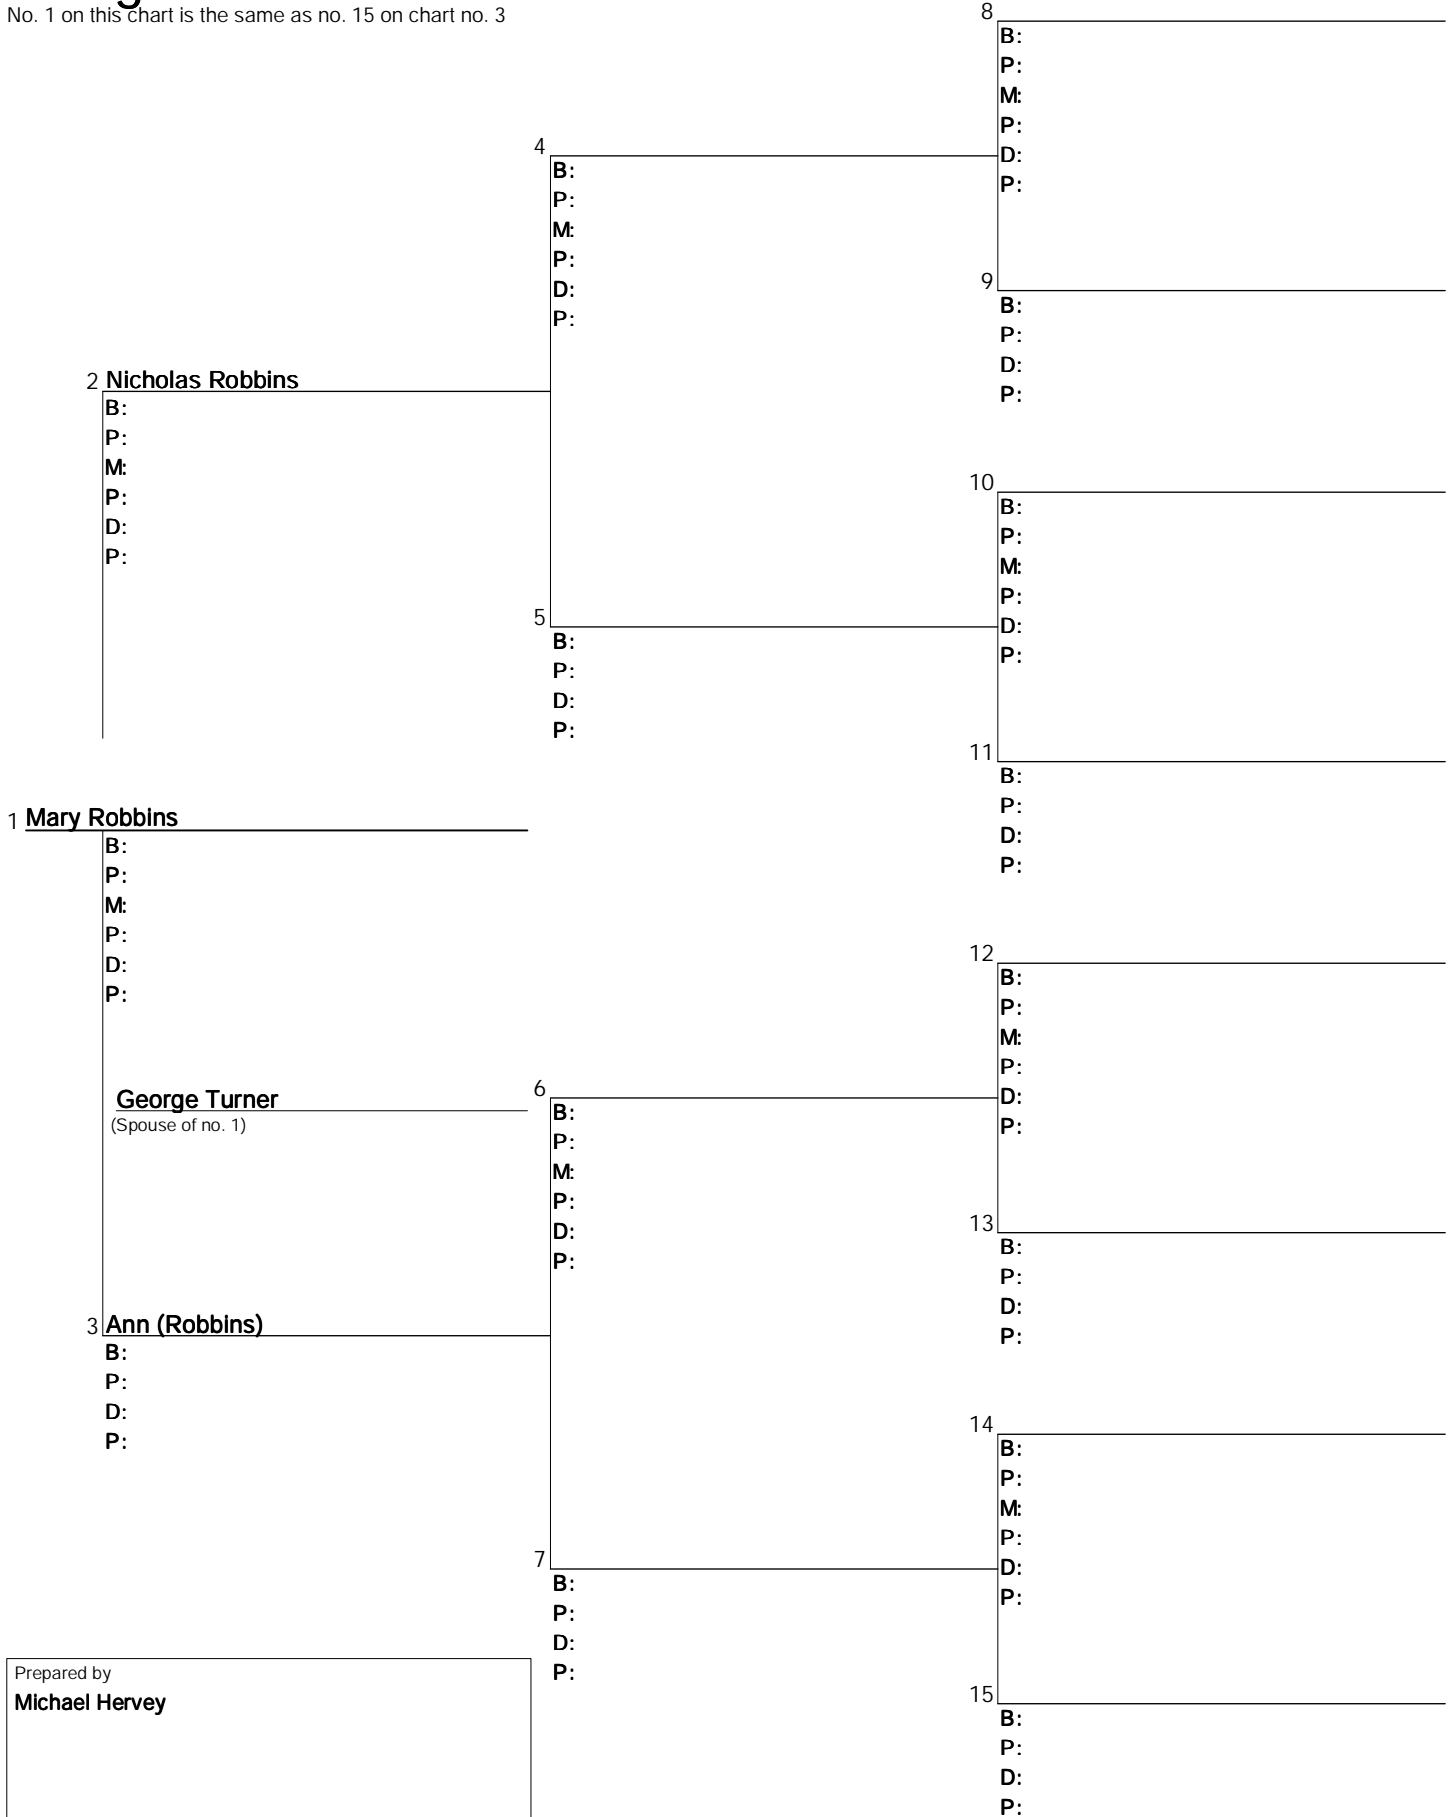 No. 1 on this chart is the same as no. 15 on chart no. 3
8
B:
P:
M:
P:
D:
P:
4
B:
P:
M:
P:
D:
P:
9
B:
P:
D:
P:
2 Nicholas Robbins
B:
P:
M:
P:
D:
P:
10
B:
P:
M:
P:
D:
P:
5
B:
P:
D:
P:
11
B:
P:
D:
P:
1 Mary Robbins
B:
P:
M:
P:
D:
P:
12
B:
P:
M:
P:
D:
P:
George Turner
(Spouse of no. 1)
6
B:
P:
M:
P:
D:
P:
13
B:
P:
D:
P:
3 Ann (Robbins)
B:
P:
D:
P:
14
B:
P:
M:
P:
D:
P:
7
B:
P:
D:
P:
15
B:
P:
D:
P:
Prepared by
Michael Hervey